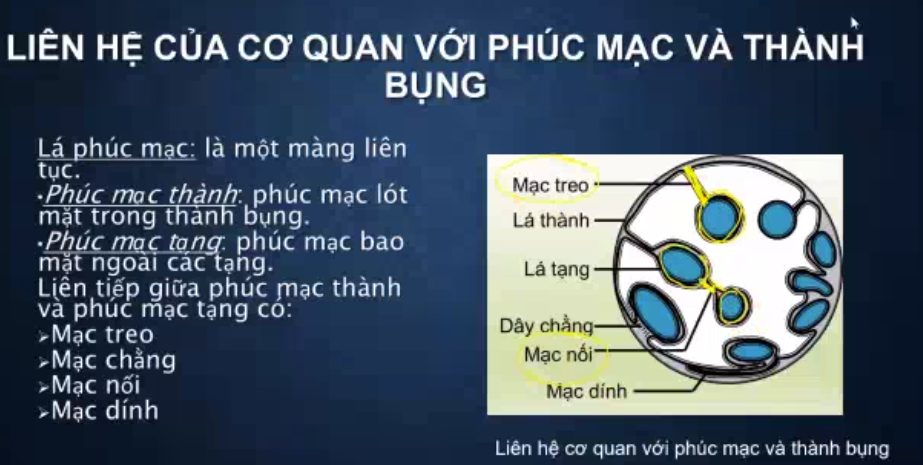 LIÊN HỆ CỦA CƠ QUAN VỚI PHÚC MẠC VÀ THÀNH
BỤNG
Lá phúc mạc: là một màng liên
tục.
•Phúc mạc thành: phúc mạc lót
mặt trong thành bụng.
•Phúc mạc tạng: phúc mạc bao
mặt ngoài các tạng.
Liên tiếp giữa phúc mạc thành
và phúc mạc tạng có:
➢Mạc treo
➢Mạc chằng
➢Mạc nối
➢Mạc dính
Mạc treo
Lá thành
Lá tạng
Dây chằng
Mạc nối
Mạc dính
Liên hệ cơ quan với phúc mạc và thành bụng